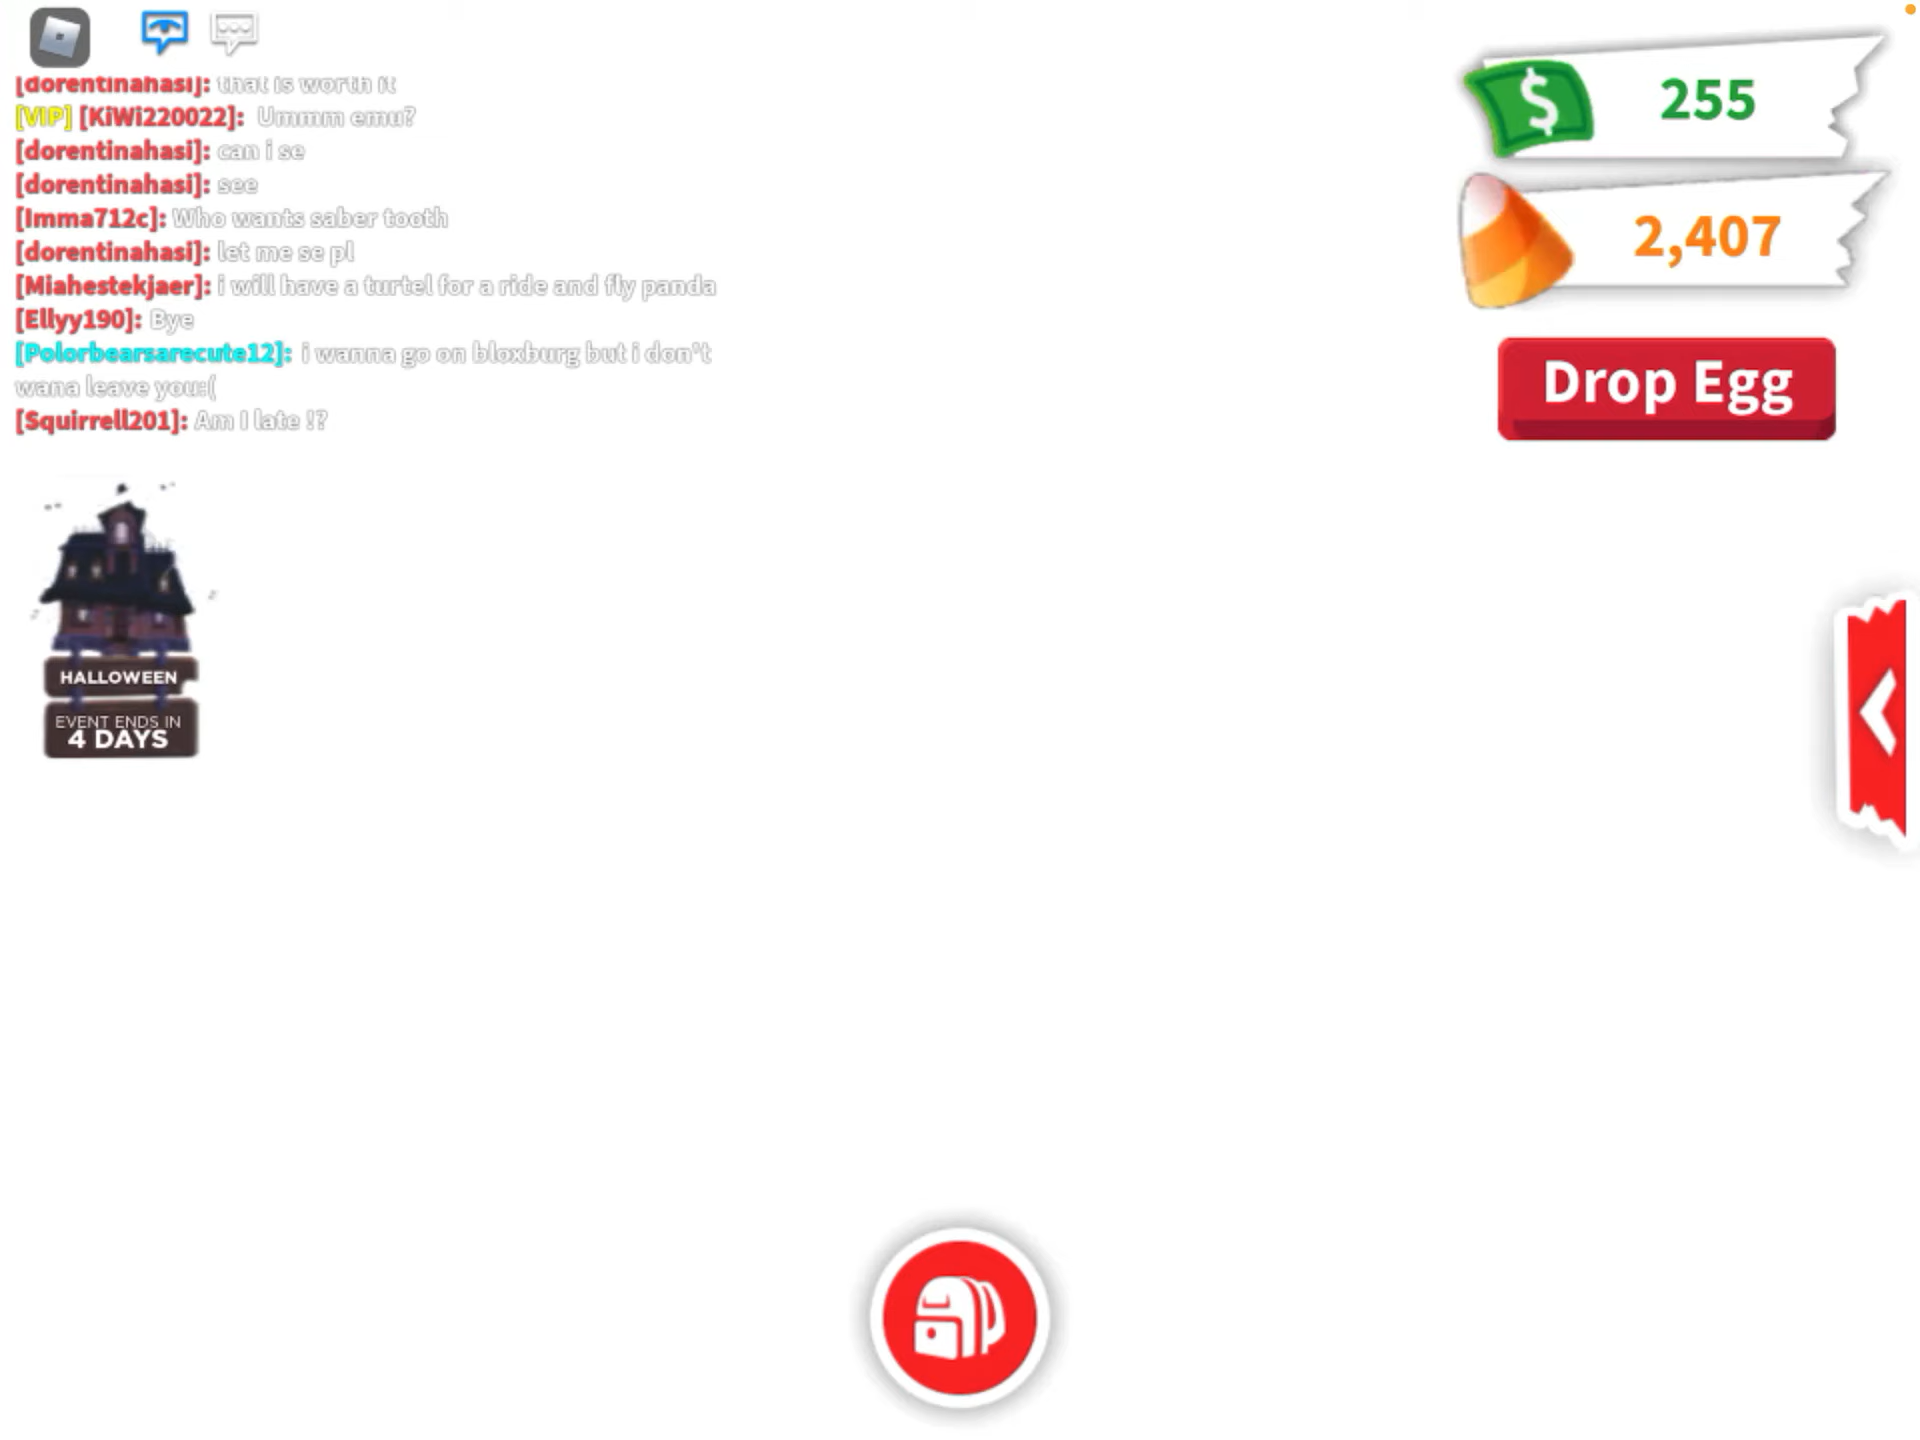 [dorentinahasi]: that is worth it
[VIP] [KiWi220022]: Ummm emu?
[dorentinahasi]: can i se
[dorentinahasi]: see
[Imma712c]: Who wants saber tooth
[dorentinahasi]: let me se pl
[Miahestekjaer]: i will have a turtel for a ride and fly panda
[Ellyy190]: Bye
[Polorbearsarecute12]: i wanna go on bloxburg but i don't
wana leave you:(
[Squirrell201]: Am I late !?
$ 255
2,407
Drop Egg
HALLOWEEN
EVENT ENDS IN
4 DAYS